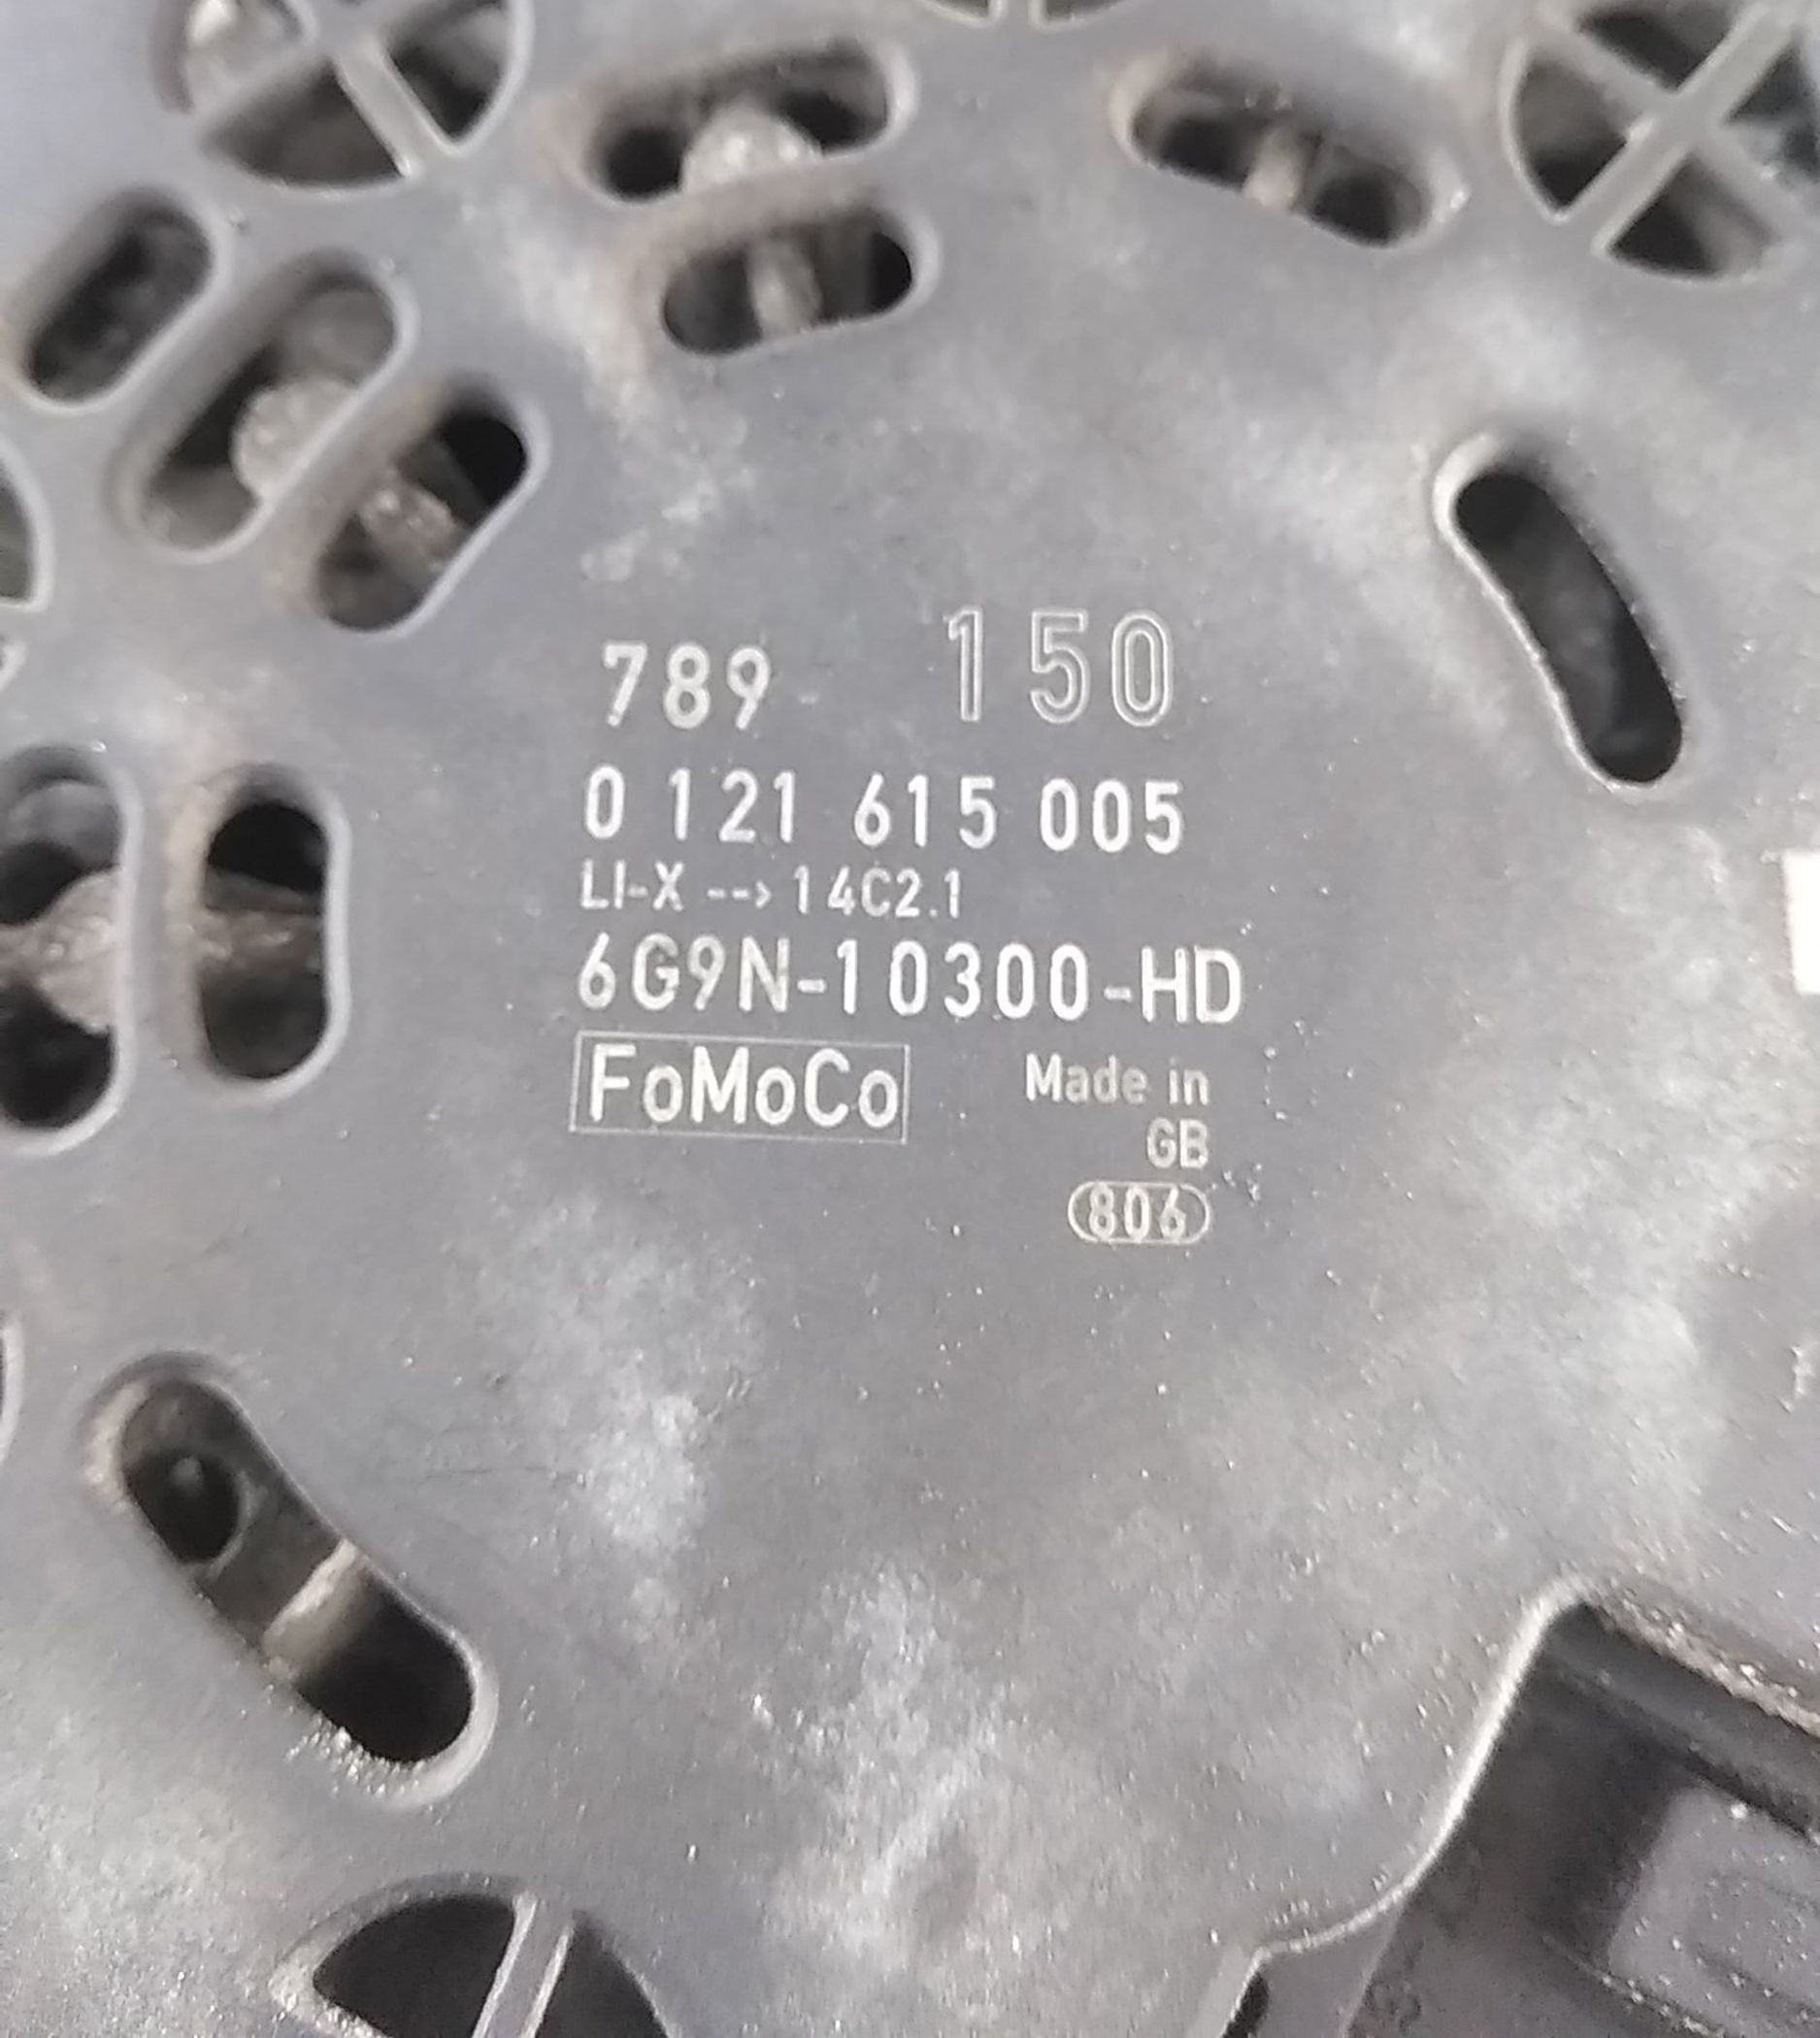 789 150
0 121 615 005
LI-X --> 14C2.1
6G9N-10300-HD
FoMoCo
Made in
GB
806